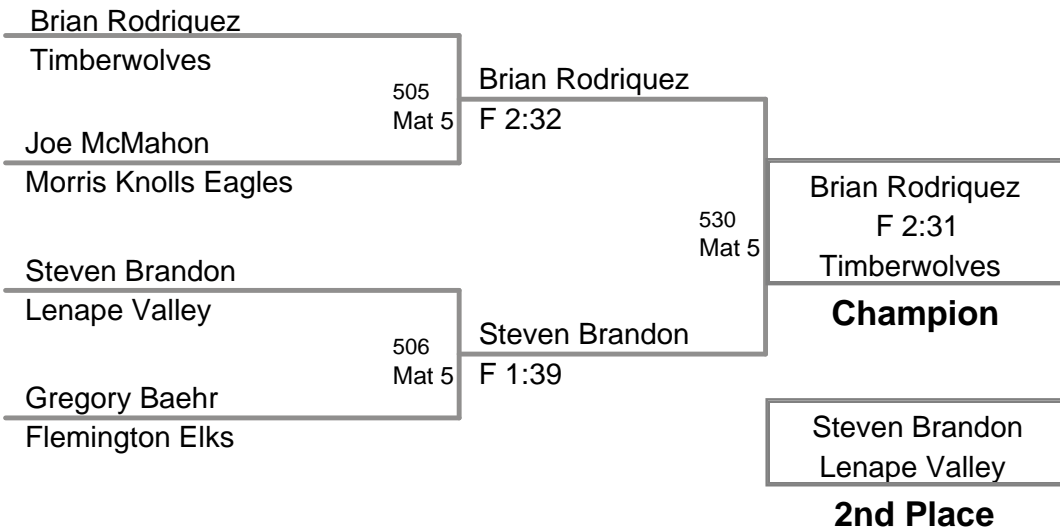 Brian Rodriquez
Timberwolves
505
Mat 5
Joe McMahon
Morris Knolls Eagles
Brian Rodriquez
F 2:32
Steven Brandon
Lenape Valley
506
Mat 5
Gregory Baehr
Flemington Elks
Steven Brandon
F 1:39
530
Mat 5
Brian Rodriquez
F 2:31
Timberwolves
Champion
Steven Brandon
Lenape Valley
2nd Place